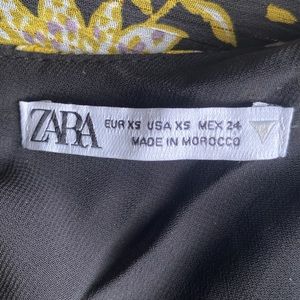 ZARA
EUR XS USA XS MEX 24
MADE IN MOROCCO